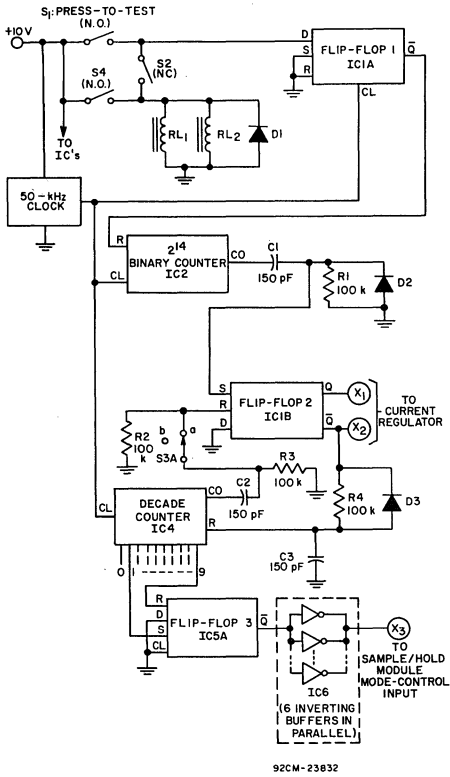 S1: PRESS-TO-TEST
(N.O.)
+10V
S4
(N.O.)
S2
(NC)
D
S
R
FLIP-FLOP 1
IC1A
Q̅
CL
RL1
RL2
D1
TO
IC's
50-kHz
CLOCK
R
CL
2^14
BINARY COUNTER
IC2
CO
C1
150 pF
R1
100 k
D2
S
R
D
FLIP-FLOP 2
IC1B
Q
Q̅
X1
X2
TO
CURRENT
REGULATOR
R2
100
k
b
a
S3A
R3
100 k
C2
150 pF
CL
DECADE
COUNTER
IC4
CO
R
0
1
9
R4
100 k
D3
C3
150 pF
R
D
S
CL
FLIP-FLOP 3
IC5A
Q̅
IC6
(6 INVERTING
BUFFERS IN
PARALLEL)
X3
TO
SAMPLE/HOLD
MODULE
MODE-CONTROL
INPUT
92CM-23832